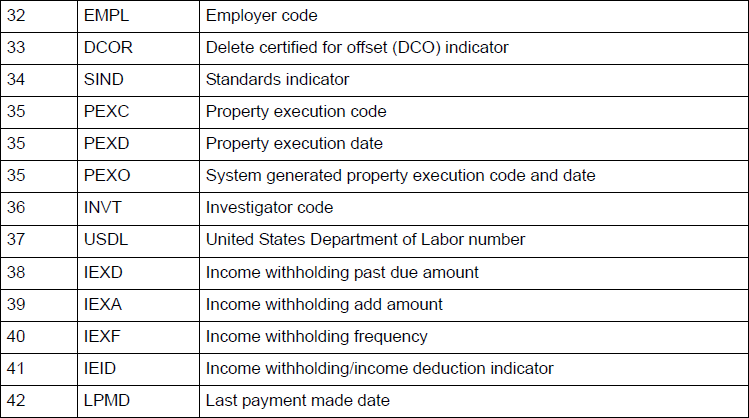 32 EMPL Employer code
33 DCOR Delete certified for offset (DCO) indicator
34 SIND Standards indicator
35 PEXC Property execution code
35 PEXD Property execution date
35 PEXO System generated property execution code and date
36 INVT Investigator code
37 USDL United States Department of Labor number
38 IEXD Income withholding past due amount
39 IEXA Income withholding add amount
40 IEXF Income withholding frequency
41 IEID Income withholding/income deduction indicator
42 LPMD Last payment made date